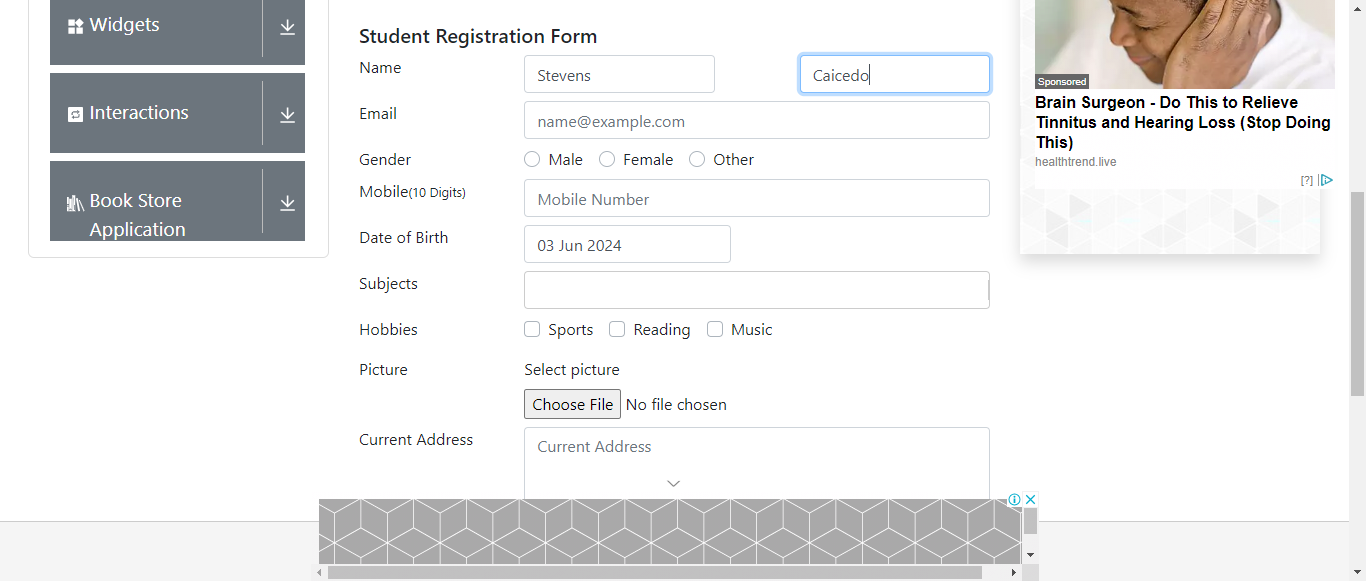 Widgets
Interactions
Book Store
Application
Student Registration Form
Name
Stevens
Caicedo
Email
name@example.com
Gender
Male
Female
Other
Mobile(10 Digits)
Mobile Number
Date of Birth
03 Jun 2024
Subjects
Hobbies
Sports
Reading
Music
Picture
Select picture
Choose File
No file chosen
Current Address
Current Address
Sponsored
Brain Surgeon - Do This to Relieve
Tinnitus and Hearing Loss (Stop Doing
This)
healthtrend.live
[?]